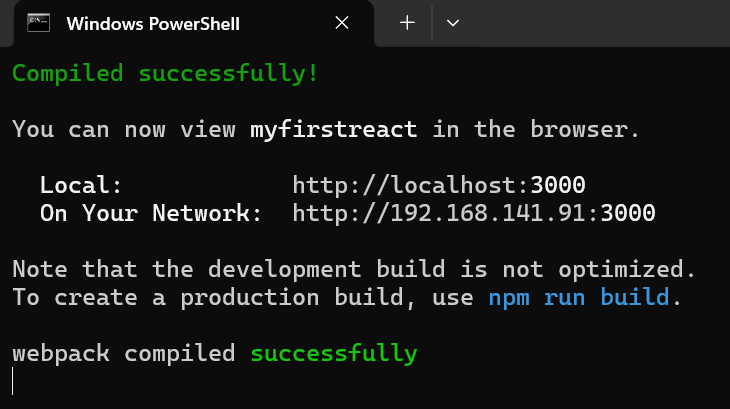 Windows PowerShell
Compiled successfully!
You can now view myfirstreact in the browser.
Local: http://localhost:3000
On Your Network: http://192.168.141.91:3000
Note that the development build is not optimized.
To create a production build, use npm run build.
webpack compiled successfully